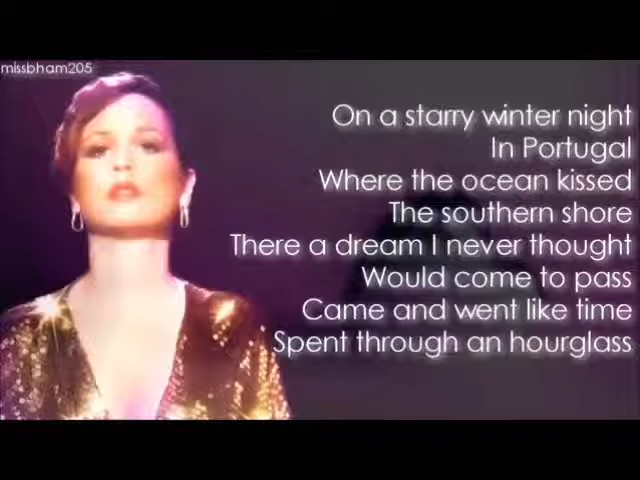 missbham205
On a starry winter night
In Portugal
Where the ocean kissed
The southern shore
There a dream I never thought
Would come to pass
Came and went like time
Spent through an hourglass